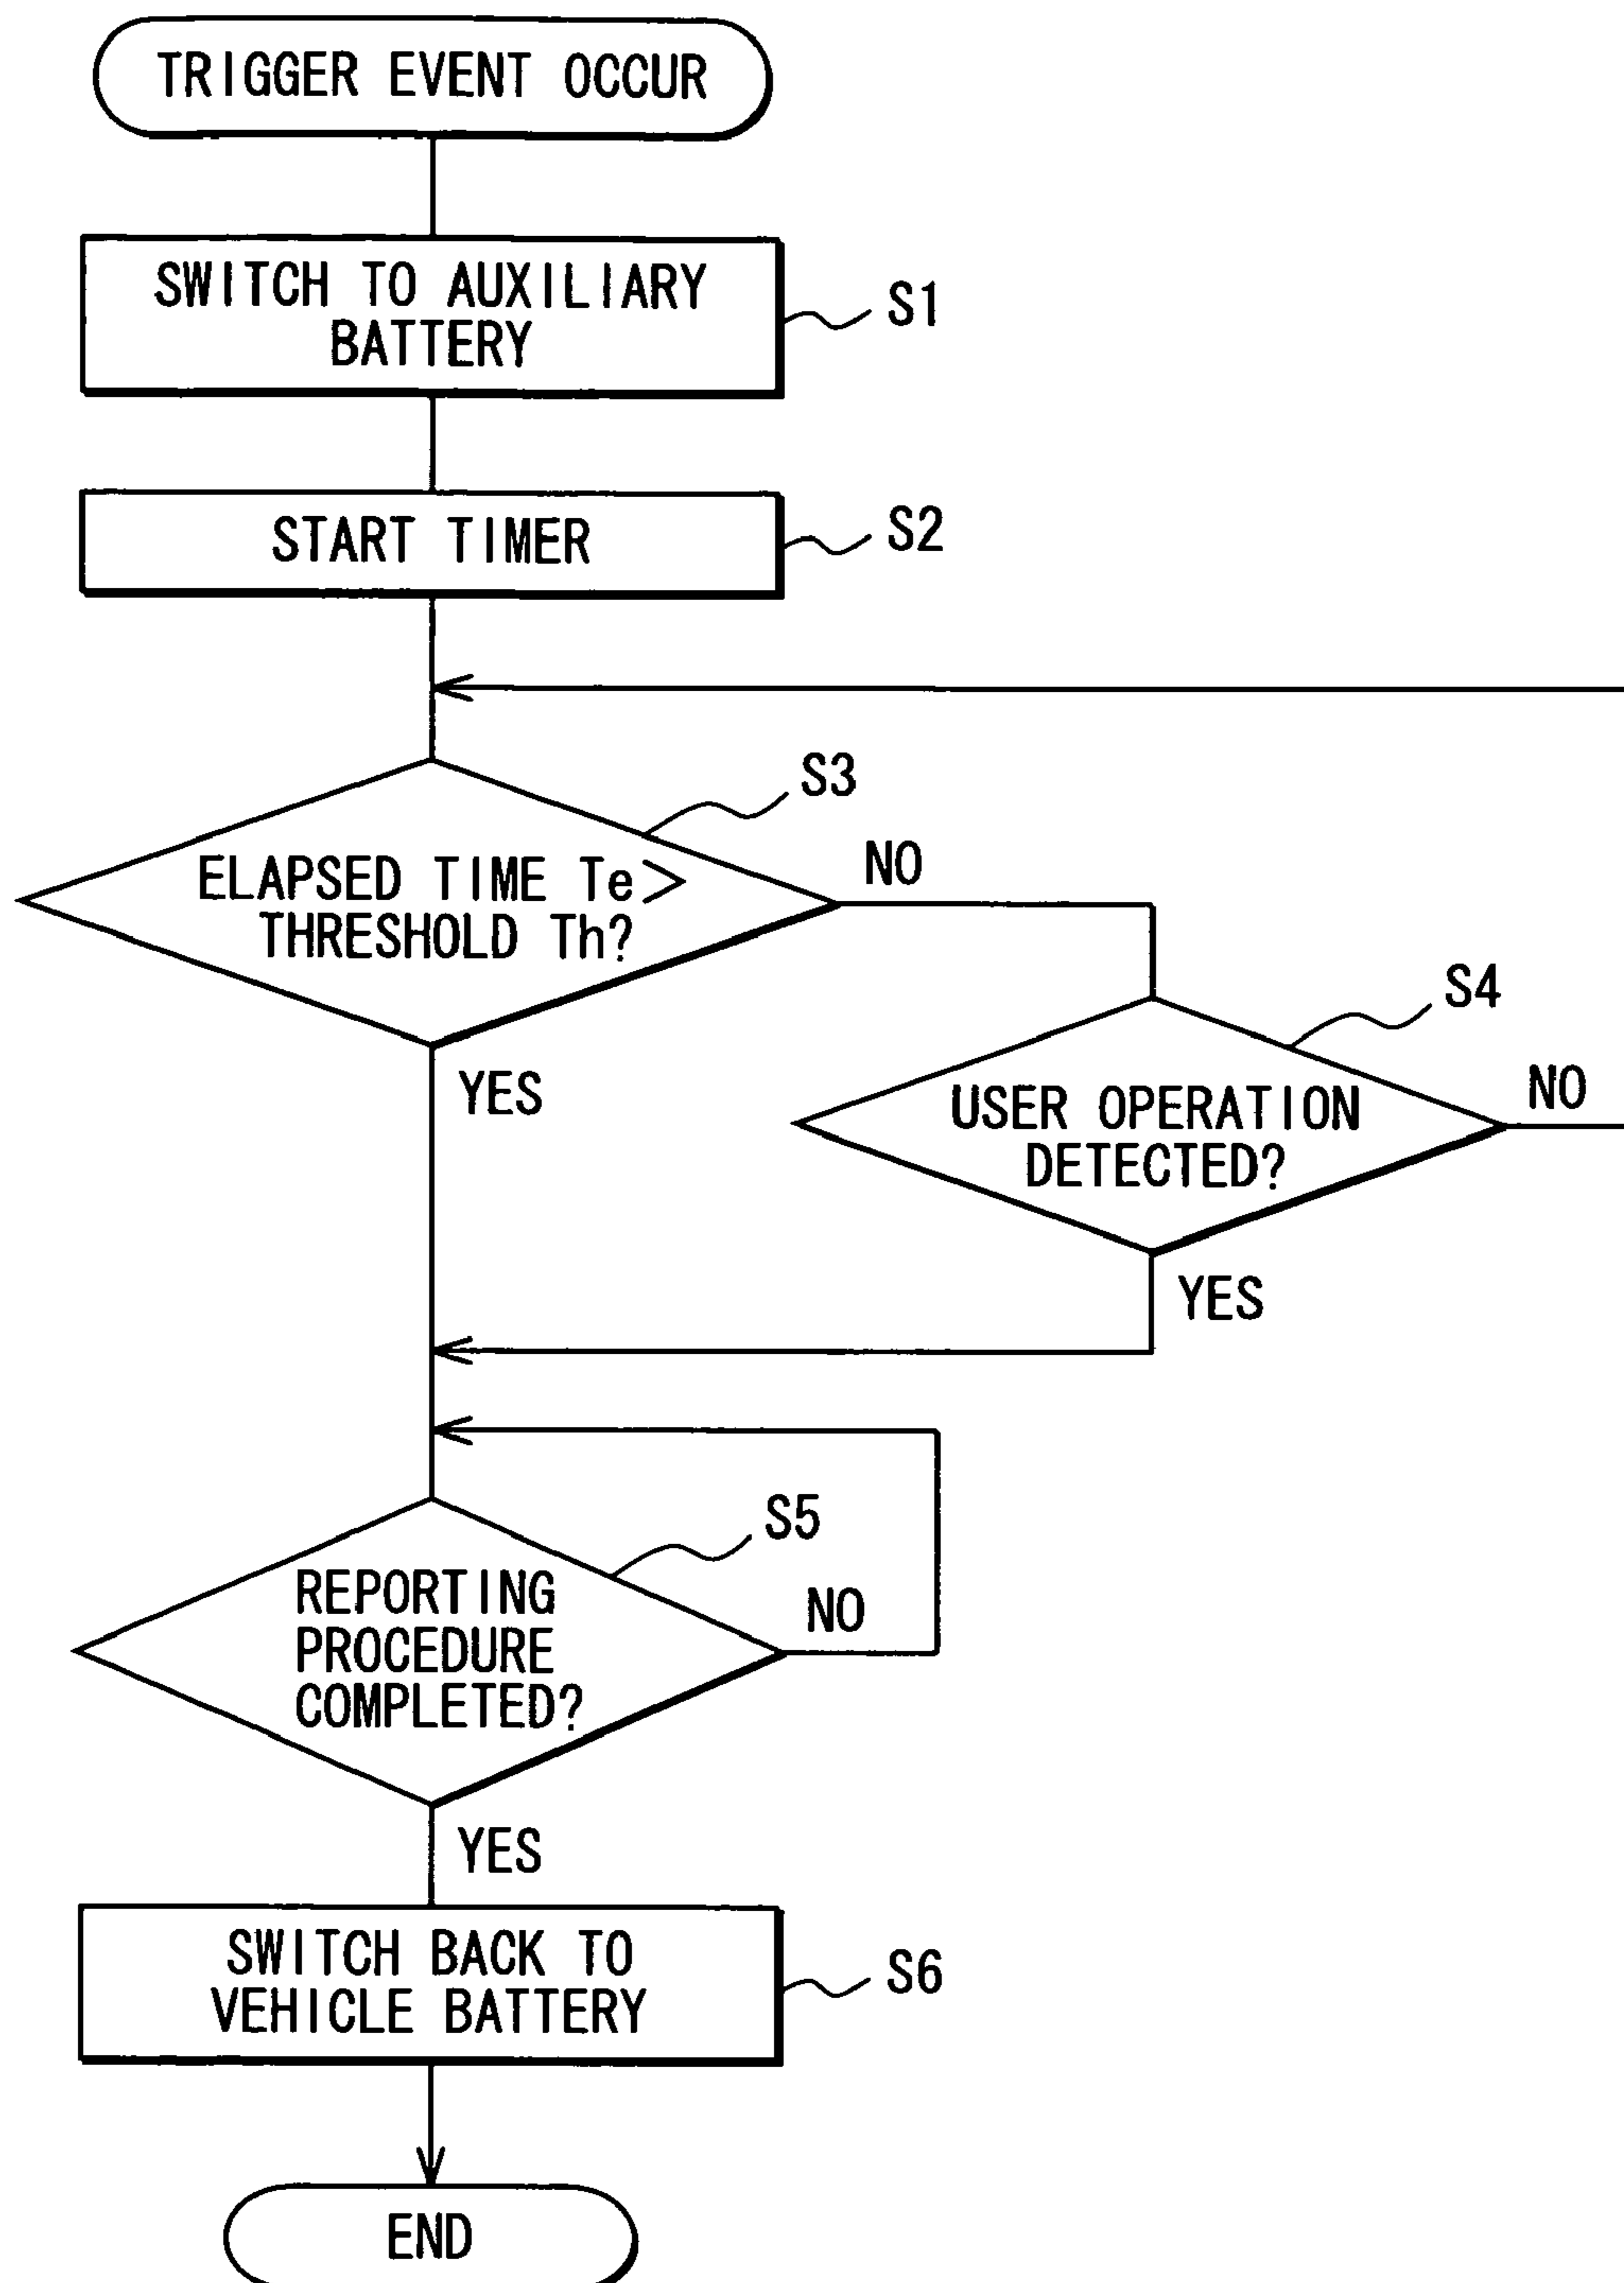 TRIGGER EVENT OCCUR
SWITCH TO AUXILIARY
BATTERY
S1
START TIMER
S2
S3
ELAPSED TIME Te>
THRESHOLD Th?
NO
YES
S4
USER OPERATION
DETECTED?
NO
YES
S5
REPORTING
PROCEDURE
COMPLETED?
NO
YES
SWITCH BACK TO
VEHICLE BATTERY
S6
END